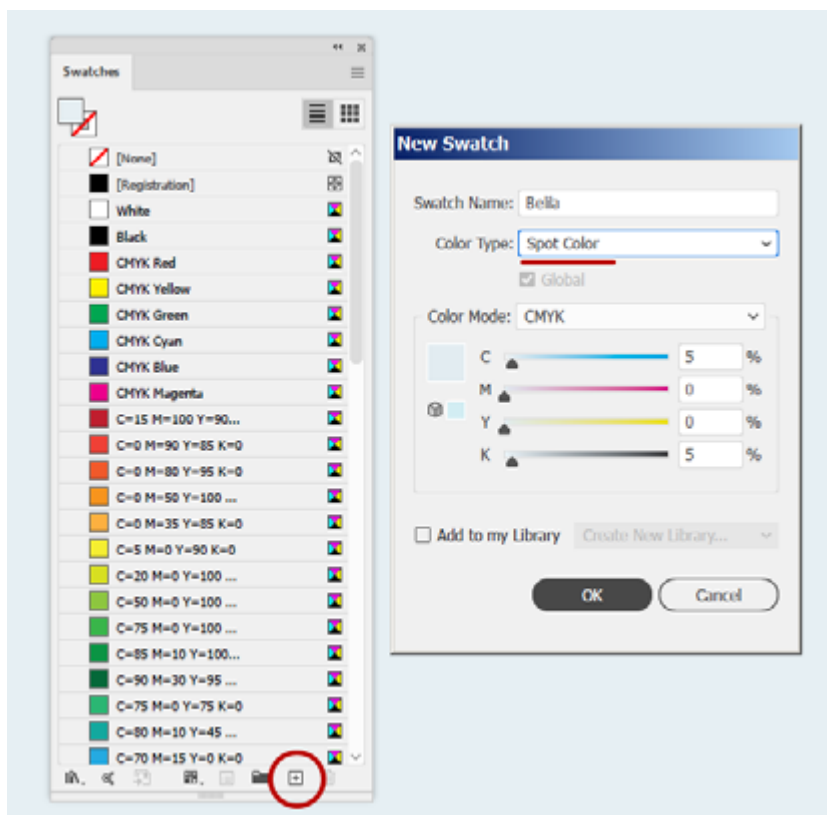 Swatches
[None]
[Registration]
White
Black
CMYK Red
CMYK Yellow
CMYK Green
CMYK Cyan
CMYK Blue
CMYK Magenta
C=15 M=100 Y=90...
C=0 M=90 Y=85 K=0
C=0 M=80 Y=95 K=0
C=0 M=50 Y=100 ...
C=0 M=35 Y=85 K=0
C=5 M=0 Y=90 K=0
C=20 M=0 Y=100 ...
C=50 M=0 Y=100 ...
C=75 M=0 Y=100 ...
C=85 M=10 Y=100...
C=90 M=30 Y=95 ...
C=75 M=0 Y=75 K=0
C=80 M=10 Y=45 ...
C=70 M=15 Y=0 K=0
New Swatch
Swatch Name: Belila
Color Type: Spot Color
Global
Color Mode: CMYK
C 5 %
M 0 %
Y 0 %
K 5 %
Add to my Library Create New Library...
OK Cancel